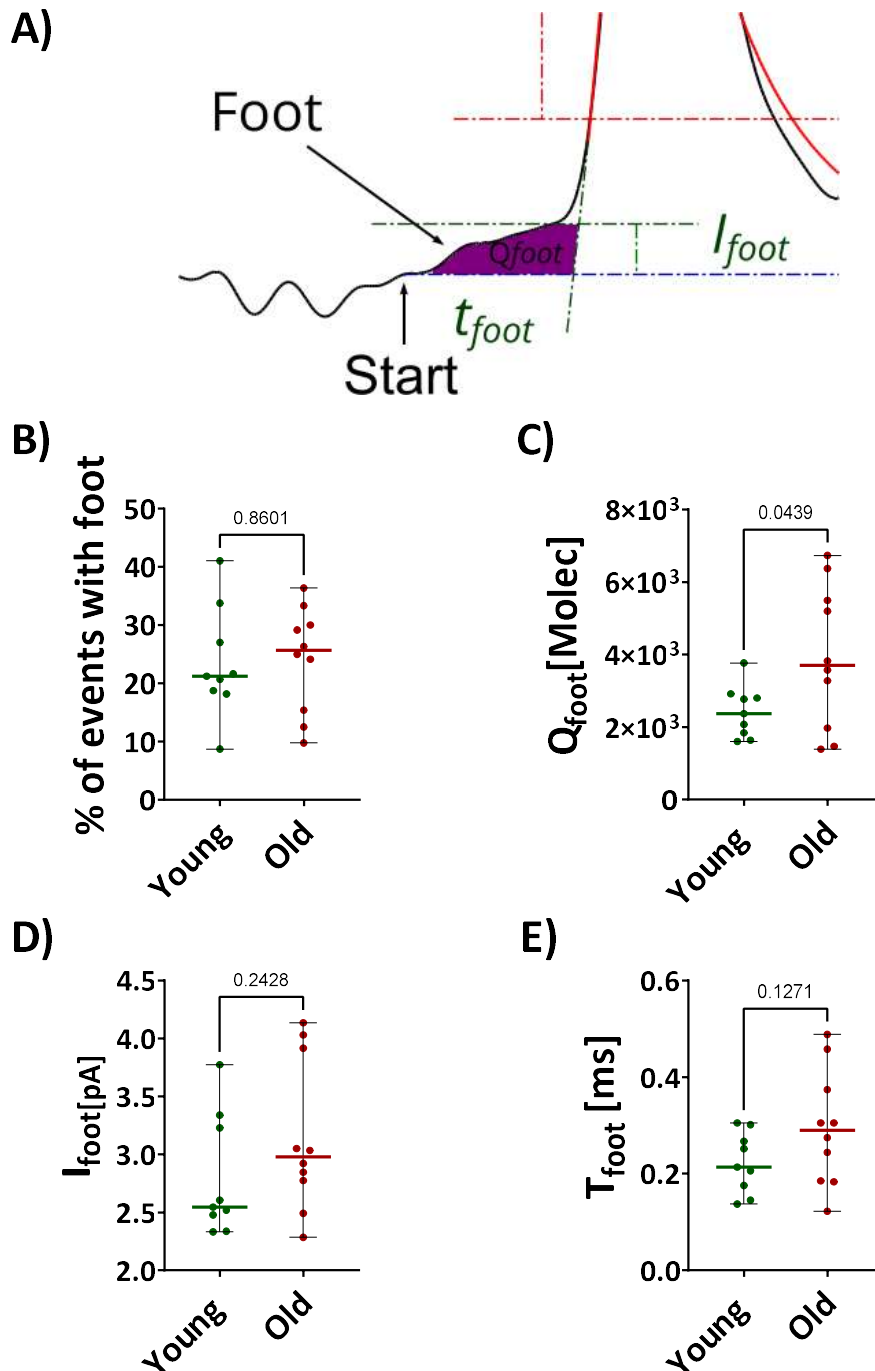 A)
Foot
Qfoot
Ifoot
tfoot
Start
B)
% of events with foot
50
40
30
20
10
0
0.8601
Young
Old
C)
Qfoot[Molec]
8×10³
6×10³
4×10³
2×10³
0
0.0439
Young
Old
D)
Ifoot[pA]
4.5
4.0
3.5
3.0
2.5
2.0
0.2428
Young
Old
E)
Tfoot [ms]
0.6
0.4
0.2
0.0
0.1271
Young
Old